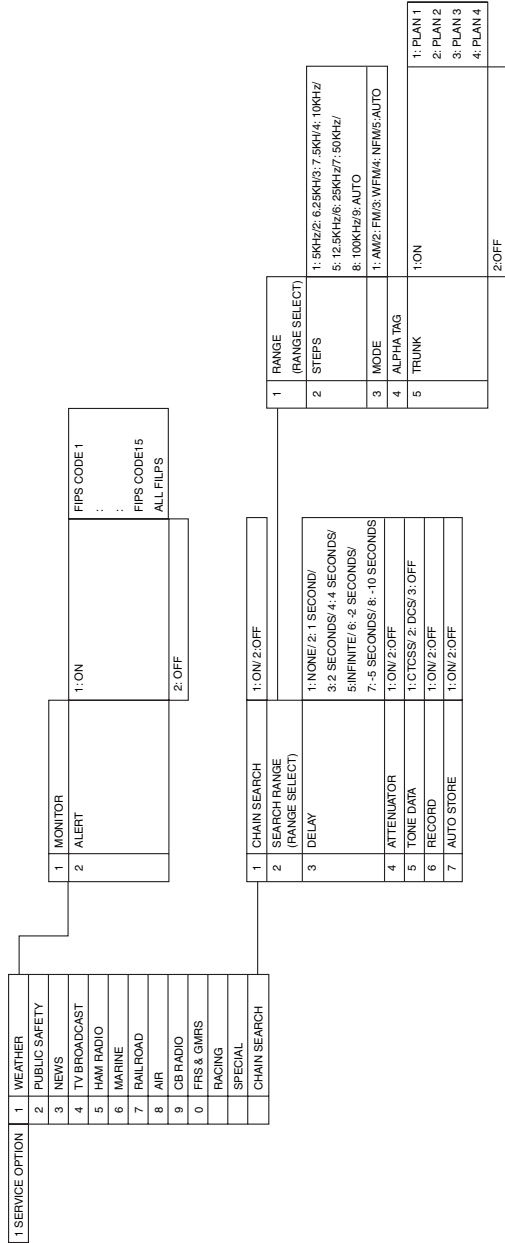 1 SERVICE OPTION
1 WEATHER
2 PUBLIC SAFETY
3 NEWS
4 TV BROADCAST
5 HAM RADIO
6 MARINE
7 RAILROAD
8 AIR
9 CB RADIO
0 FRS & GMRS
RACING
SPECIAL
CHAIN SEARCH
1 MONITOR
2 ALERT
1: ON
FIPS CODE 1
:
:
FIPS CODE15
ALL FILPS
2: OFF
1 CHAIN SEARCH
1: ON/ 2:OFF
2 SEARCH RANGE
(RANGE SELECT)
3 DELAY
1: NONE/ 2: 1 SECOND/
3:2 SECONDS/ 4: 4 SECONDS/
5:INFINITE/ 6: -2 SECONDS/
7: -5 SECONDS/ 8: -10 SECONDS
4 ATTENUATOR
1: ON/ 2:OFF
5 TONE DATA
1: CTCSS/ 2: DCS/ 3: OFF
6 RECORD
1: ON/ 2:OFF
7 AUTO STORE
1: ON/ 2:OFF
1 RANGE
(RANGE SELECT)
2 STEPS
1: 5KHz/2: 6.25KH/3: 7.5KH/4: 10KHz/
5: 12.5KHz/6: 25KHz/7: 50KHz/
8: 100KHz/9: AUTO
3 MODE
1: AM/2: FM/3: WFM/4: NFM/5:AUTO
4 ALPHA TAG
5 TRUNK
1:ON
1: PLAN 1
2: PLAN 2
3: PLAN 3
4: PLAN 4
2:OFF